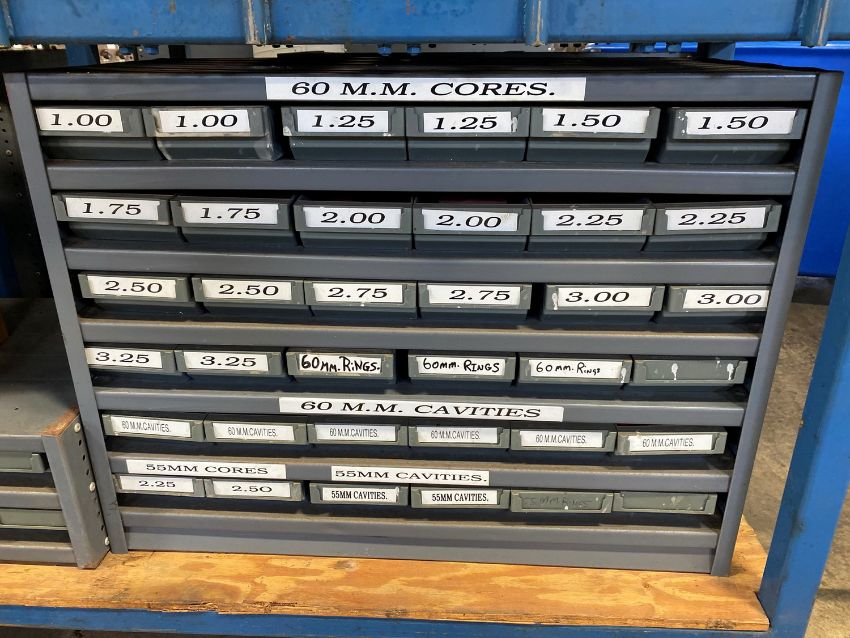 60 M.M. CORES.
1.00 1.00 1.25 1.25 1.50 1.50
1.75 1.75 2.00 2.00 2.25 2.25
2.50 2.50 2.75 2.75 3.00 3.00
3.25 3.25 60mm. RiNGS. 60mm. RiNGS 60mm. RiNgs
60 M.M. CAVITIES
60 M.M.CAVITIES. 60 M.M.CAVITIES. 60 M.M.CAVITIES. 60 M.M.CAVITIES. 60 M.M.CAVITIES. 60 M.M.CAVITIES.
55MM CORES 55MM CAVITIES.
2.25 2.50 55MM CAVITIES. 55MM CAVITIES. 55MM.RINGS